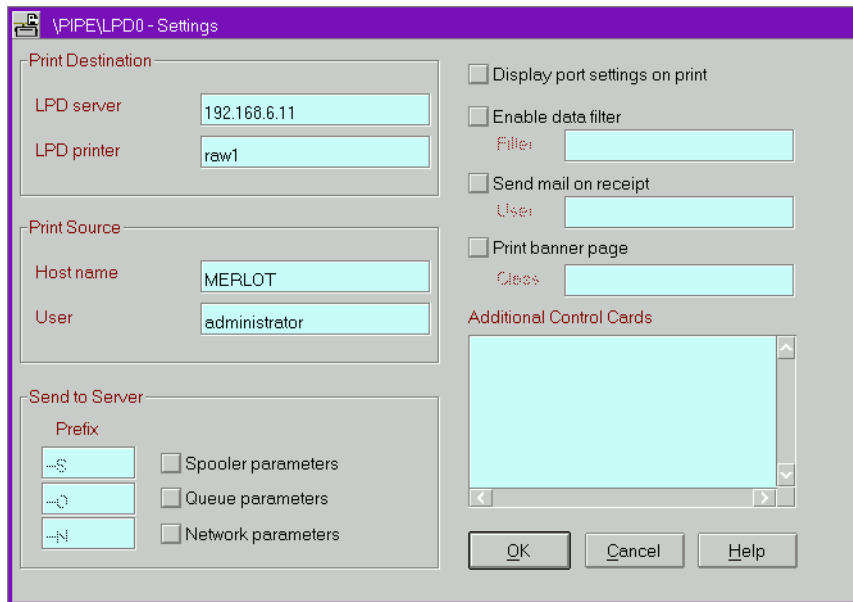 \PIPE\LPD0 - Settings
Print Destination
LPD server
192.168.6.11
LPD printer
raw1
Print Source
Host name
MERLOT
User
administrator
Send to Server
Prefix
--S
Spooler parameters
--O
Queue parameters
--N
Network parameters
Display port settings on print
Enable data filter
Filter
Send mail on receipt
User
Print banner page
Class
Additional Control Cards
OK
Cancel
Help